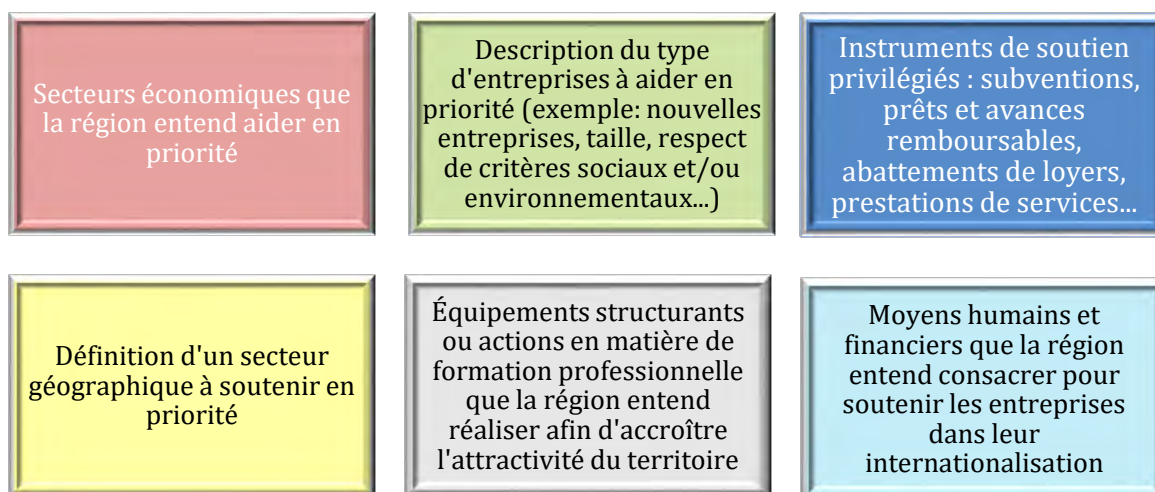 Secteurs économiques que
la région entend aider en
priorité
Description du type
d'entreprises à aider en
priorité (exemple: nouvelles
entreprises, taille, respect
de critères sociaux et/ou
environnementaux...)
Instruments de soutien
privilégiés : subventions,
prêts et avances
remboursables,
abattements de loyers,
prestations de services...
Définition d'un secteur
géographique à soutenir en
priorité
Équipements structurants
ou actions en matière de
formation professionnelle
que la région entend
réaliser afin d'accroître
l'attractivité du territoire
Moyens humains et
financiers que la région
entend consacrer pour
soutenir les entreprises
dans leur
internationalisation